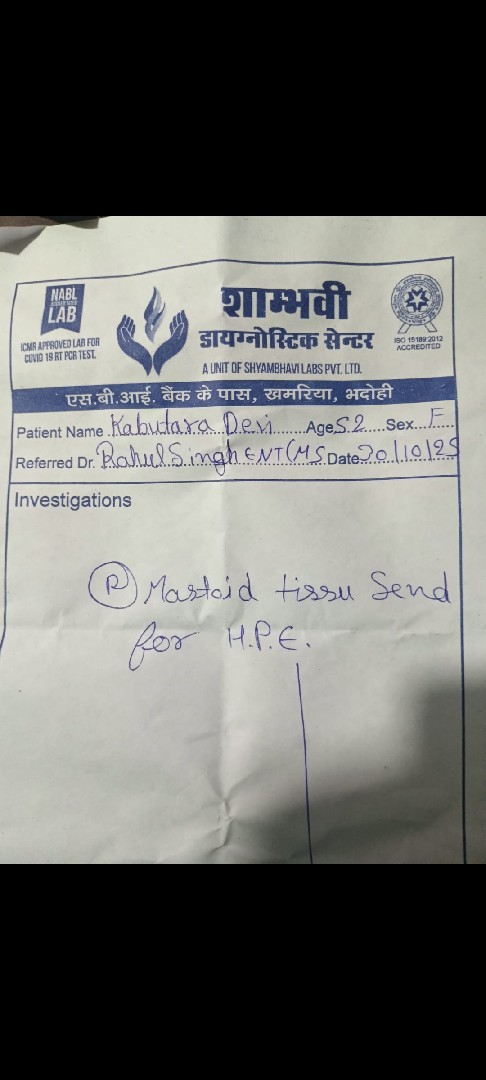 NABL
ACCREDITED
LAB
ICMR APPROVED LAB FOR
COVID 19 RT PCR TEST.
शाम्भवी
डायग्नोस्टिक सेन्टर
A UNIT OF SHYAMBHAVI LABS PVT. LTD.
ISO 15189:2012
ACCREDITED
एस.बी.आई. बैंक के पास, खमरिया, भदोही
Patient Name Kabutara Devi Age 52 Sex F
Referred Dr. Rahul Singh ENT (MS Date 20/10/25
Investigations
(R) Mastoid tissu Send
for H.P.E.